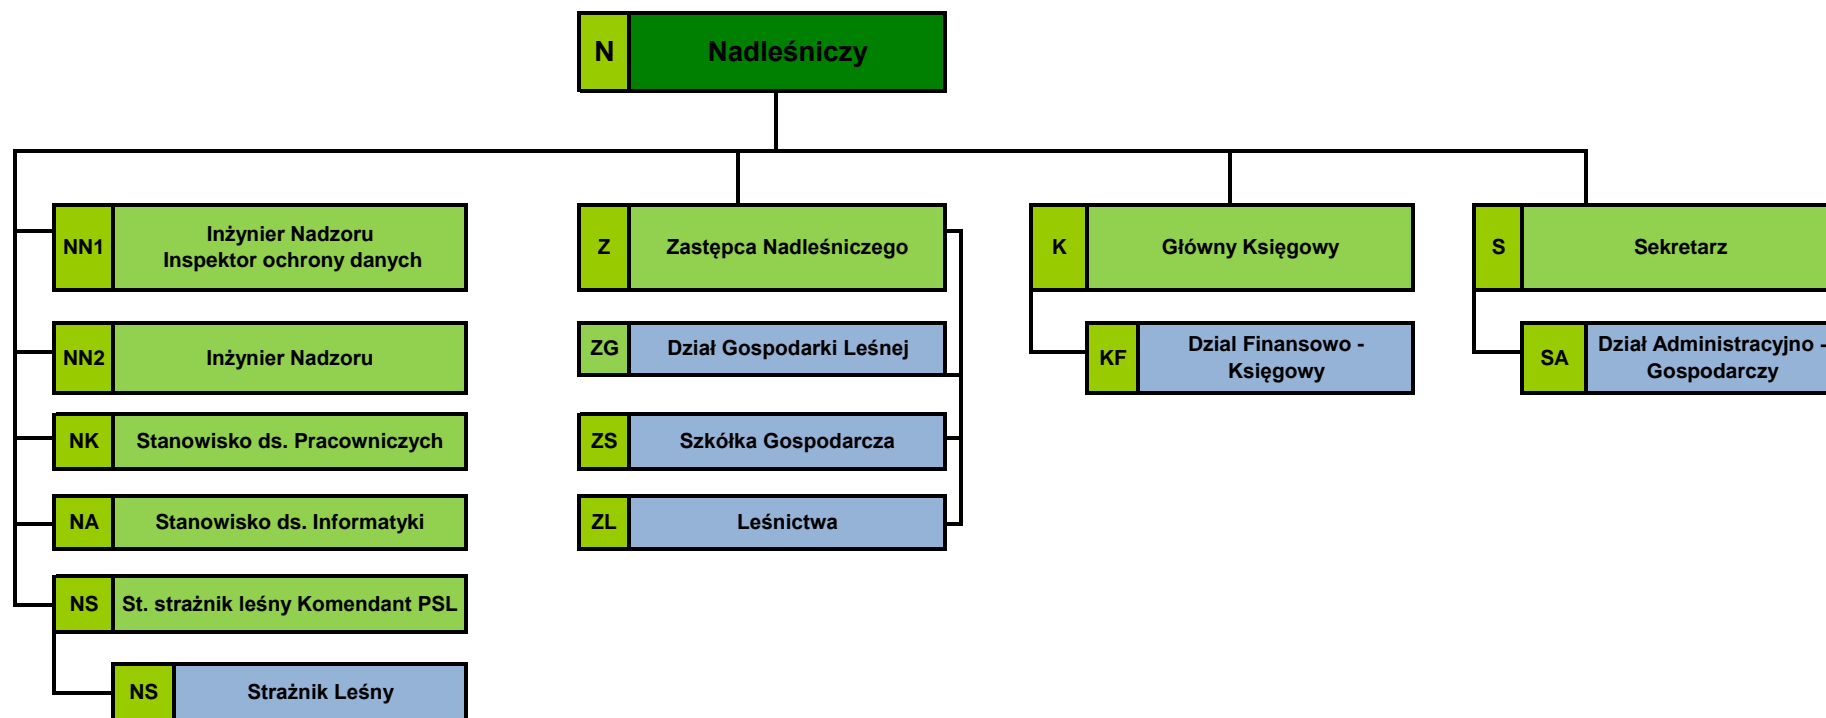 N Nadleśniczy
NN1 Inżynier Nadzoru
Inspektor ochrony danych
NN2 Inżynier Nadzoru
NK Stanowisko ds. Pracowniczych
NA Stanowisko ds. Informatyki
NS St. strażnik leśny Komendant PSL
NS Strażnik Leśny
Z Zastępca Nadleśniczego
ZG Dział Gospodarki Leśnej
ZS Szkółka Gospodarcza
ZL Leśnictwa
K Główny Księgowy
KF Dzial Finansowo -
Księgowy
S Sekretarz
SA Dział Administracyjno -
Gospodarczy